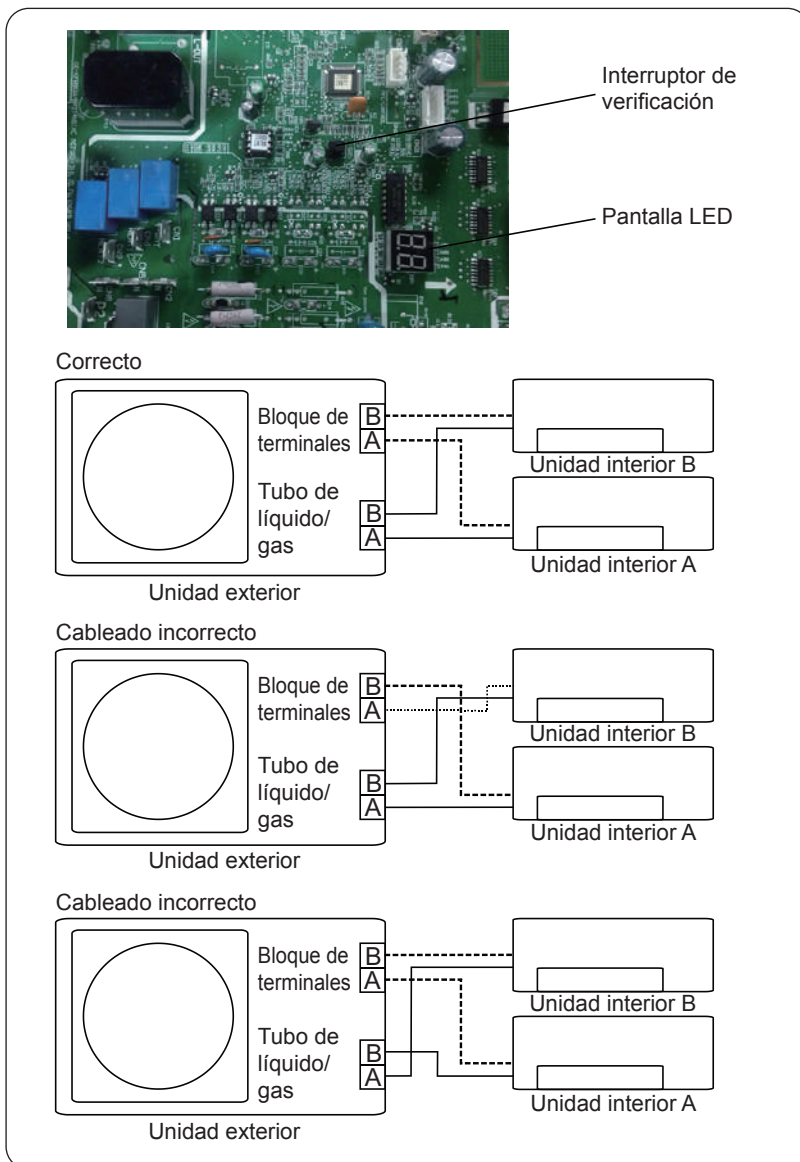 Interruptor de
verificación
Pantalla LED
Correcto
Bloque de
terminales
B
A
Tubo de
líquido/
gas
B
A
Unidad exterior
Unidad interior B
Unidad interior A
Cableado incorrecto
Bloque de
terminales
B
A
Tubo de
líquido/
gas
B
A
Unidad exterior
Unidad interior B
Unidad interior A
Cableado incorrecto
Bloque de
terminales
B
A
Tubo de
líquido/
gas
B
A
Unidad exterior
Unidad interior B
Unidad interior A